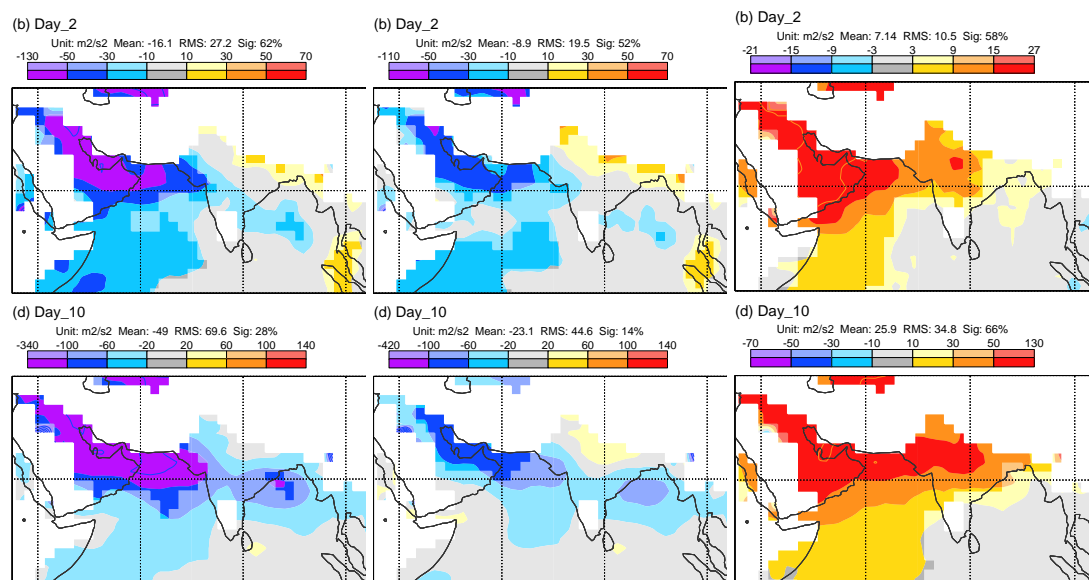 (b) Day_2
Unit: m2/s2 Mean: -16.1 RMS: 27.2 Sig: 62%
-130 -50 -30 -10 10 30 50 70
(b) Day_2
Unit: m2/s2 Mean: -8.9 RMS: 19.5 Sig: 52%
-110 -50 -30 -10 10 30 50 70
(b) Day_2
Unit: m2/s2 Mean: 7.14 RMS: 10.5 Sig: 58%
-21 -15 -9 -3 3 9 15 27
(d) Day_10
Unit: m2/s2 Mean: -49 RMS: 69.6 Sig: 28%
-340 -100 -60 -20 20 60 100 140
(d) Day_10
Unit: m2/s2 Mean: -23.1 RMS: 44.6 Sig: 14%
-420 -100 -60 -20 20 60 100 140
(d) Day_10
Unit: m2/s2 Mean: 25.9 RMS: 34.8 Sig: 66%
-70 -50 -30 -10 10 30 50 130